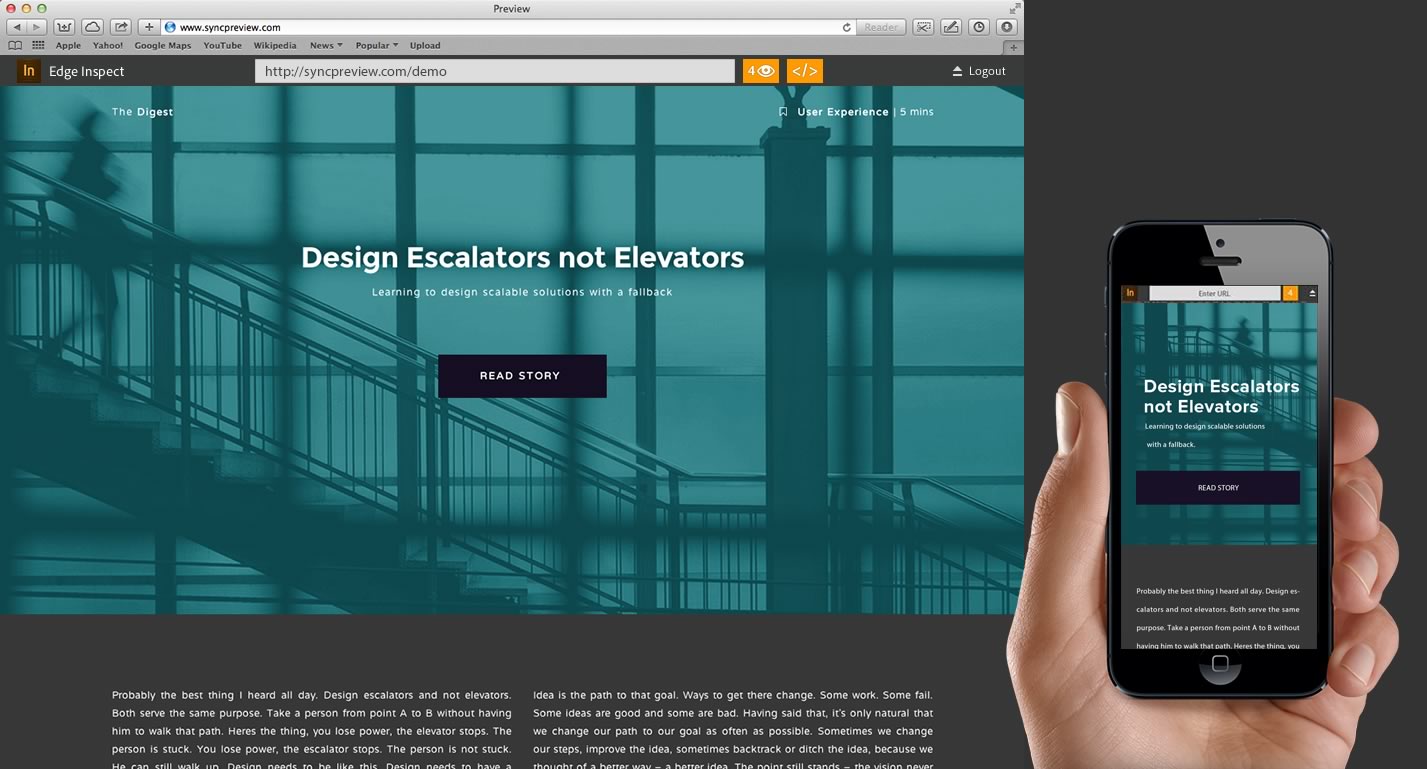 Preview
www.syncpreview.com
Reader
Apple Yahoo! Google Maps YouTube Wikipedia News Popular Upload
In Edge Inspect http://syncpreview.com/demo 4 </> Logout
The Digest
User Experience | 5 mins
Design Escalators not Elevators
Learning to design scalable solutions with a fallback
READ STORY
Probably the best thing I heard all day. Design escalators and not elevators.
Both serve the same purpose. Take a person from point A to B without having
him to walk that path. Heres the thing, you lose power, the elevator stops. The
person is stuck. You lose power, the escalator stops. The person is not stuck.
He can still walk up. Design needs to be like this. Design needs to have a
Idea is the path to that goal. Ways to get there change. Some work. Some fail.
Some ideas are good and some are bad. Having said that, it's only natural that
we change our path to our goal as often as possible. Sometimes we change
our steps, improve the idea, sometimes backtrack or ditch the idea, because we
thought of a better way – a better idea. The point still stands – the vision never
In Enter URL 4
Design Escalators
not Elevators
Learning to design scalable solutions
with a fallback.
READ STORY
Probably the best thing I heard all day. Design es-
calators and not elevators. Both serve the same
purpose. Take a person from point A to B without
having him to walk that path. Heres the thing, you